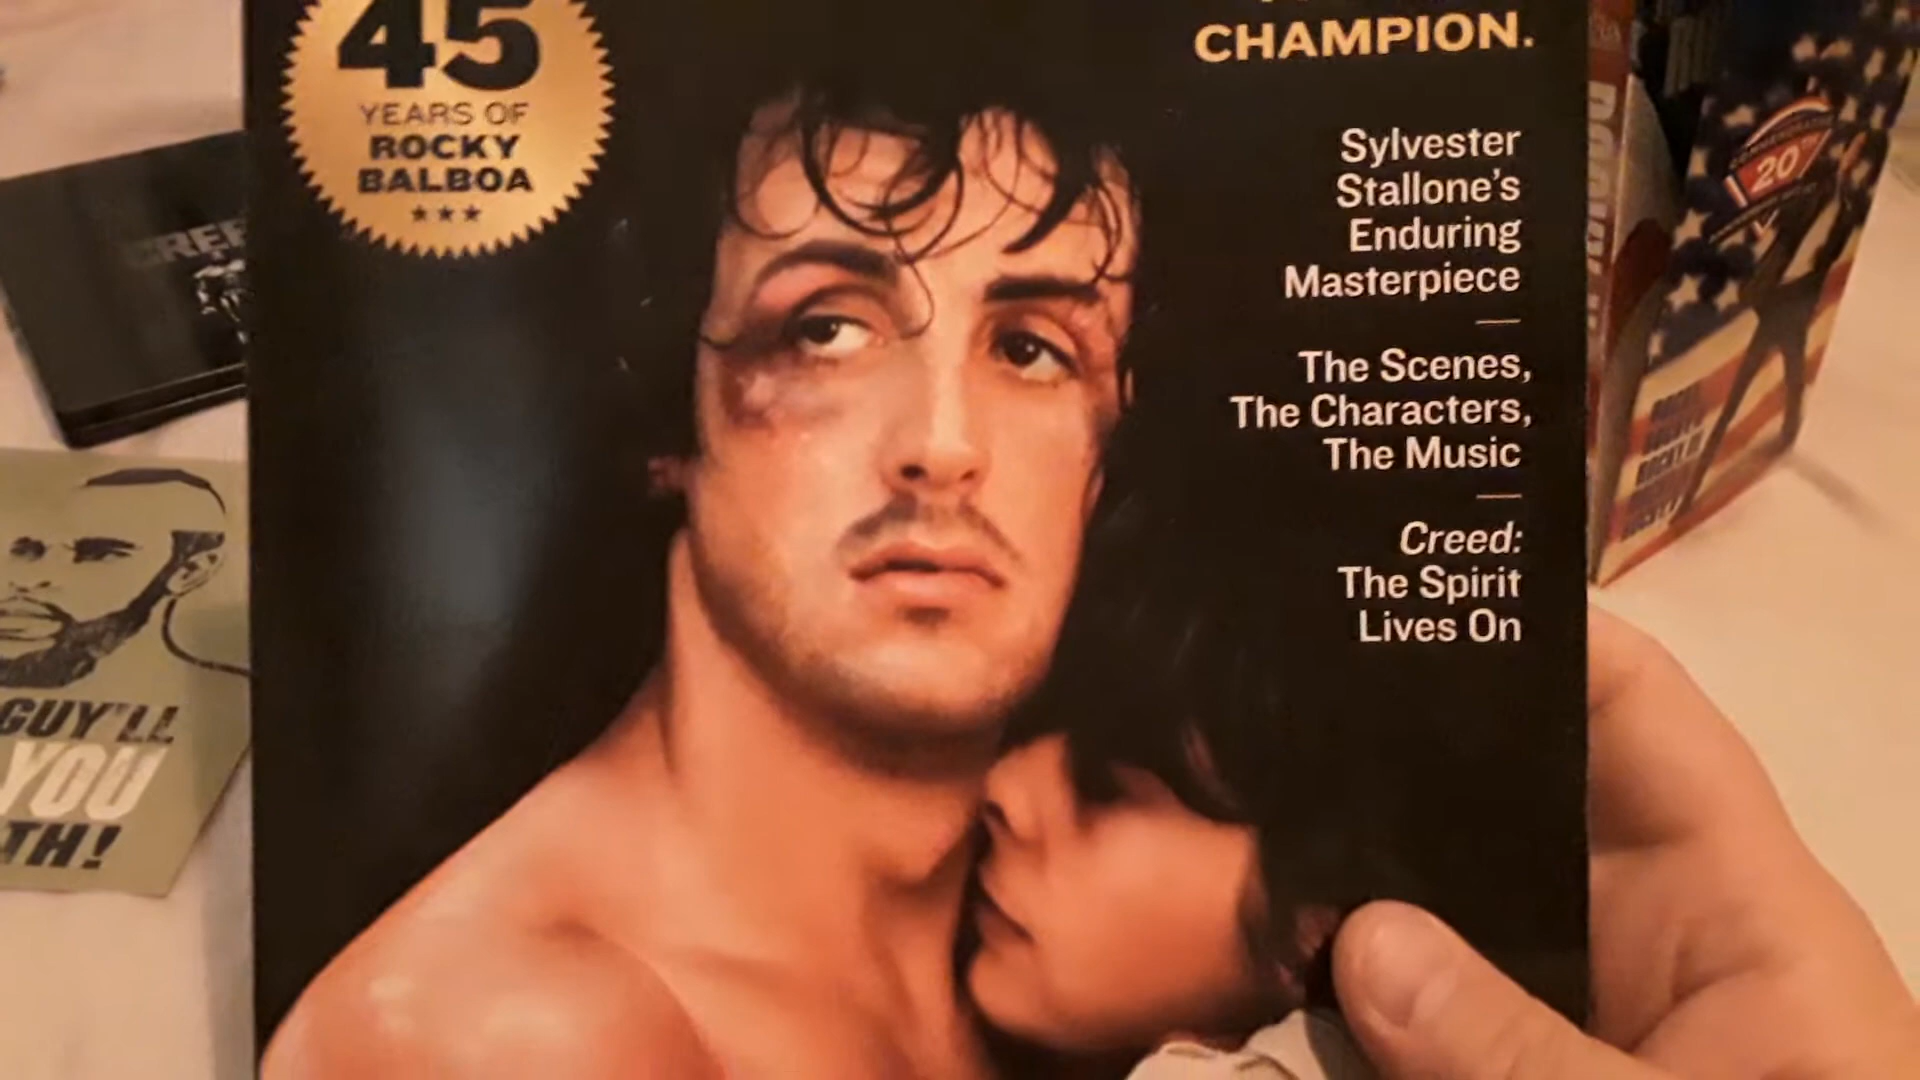 45
YEARS OF
ROCKY
BALBOA
CHAMPION.
Sylvester
Stallone's
Enduring
Masterpiece
The Scenes,
The Characters,
The Music
Creed:
The Spirit
Lives On
GUY'LL
YOU
TH!
20